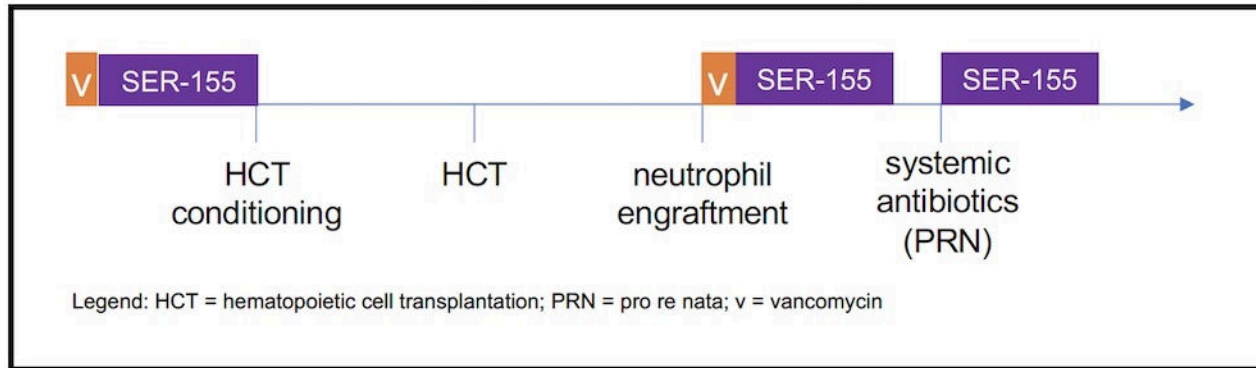 v SER-155 v SER-155 SER-155
HCT
conditioning
HCT
neutrophil
engraftment
systemic
antibiotics
(PRN)
Legend: HCT = hematopoietic cell transplantation; PRN = pro re nata; v = vancomycin